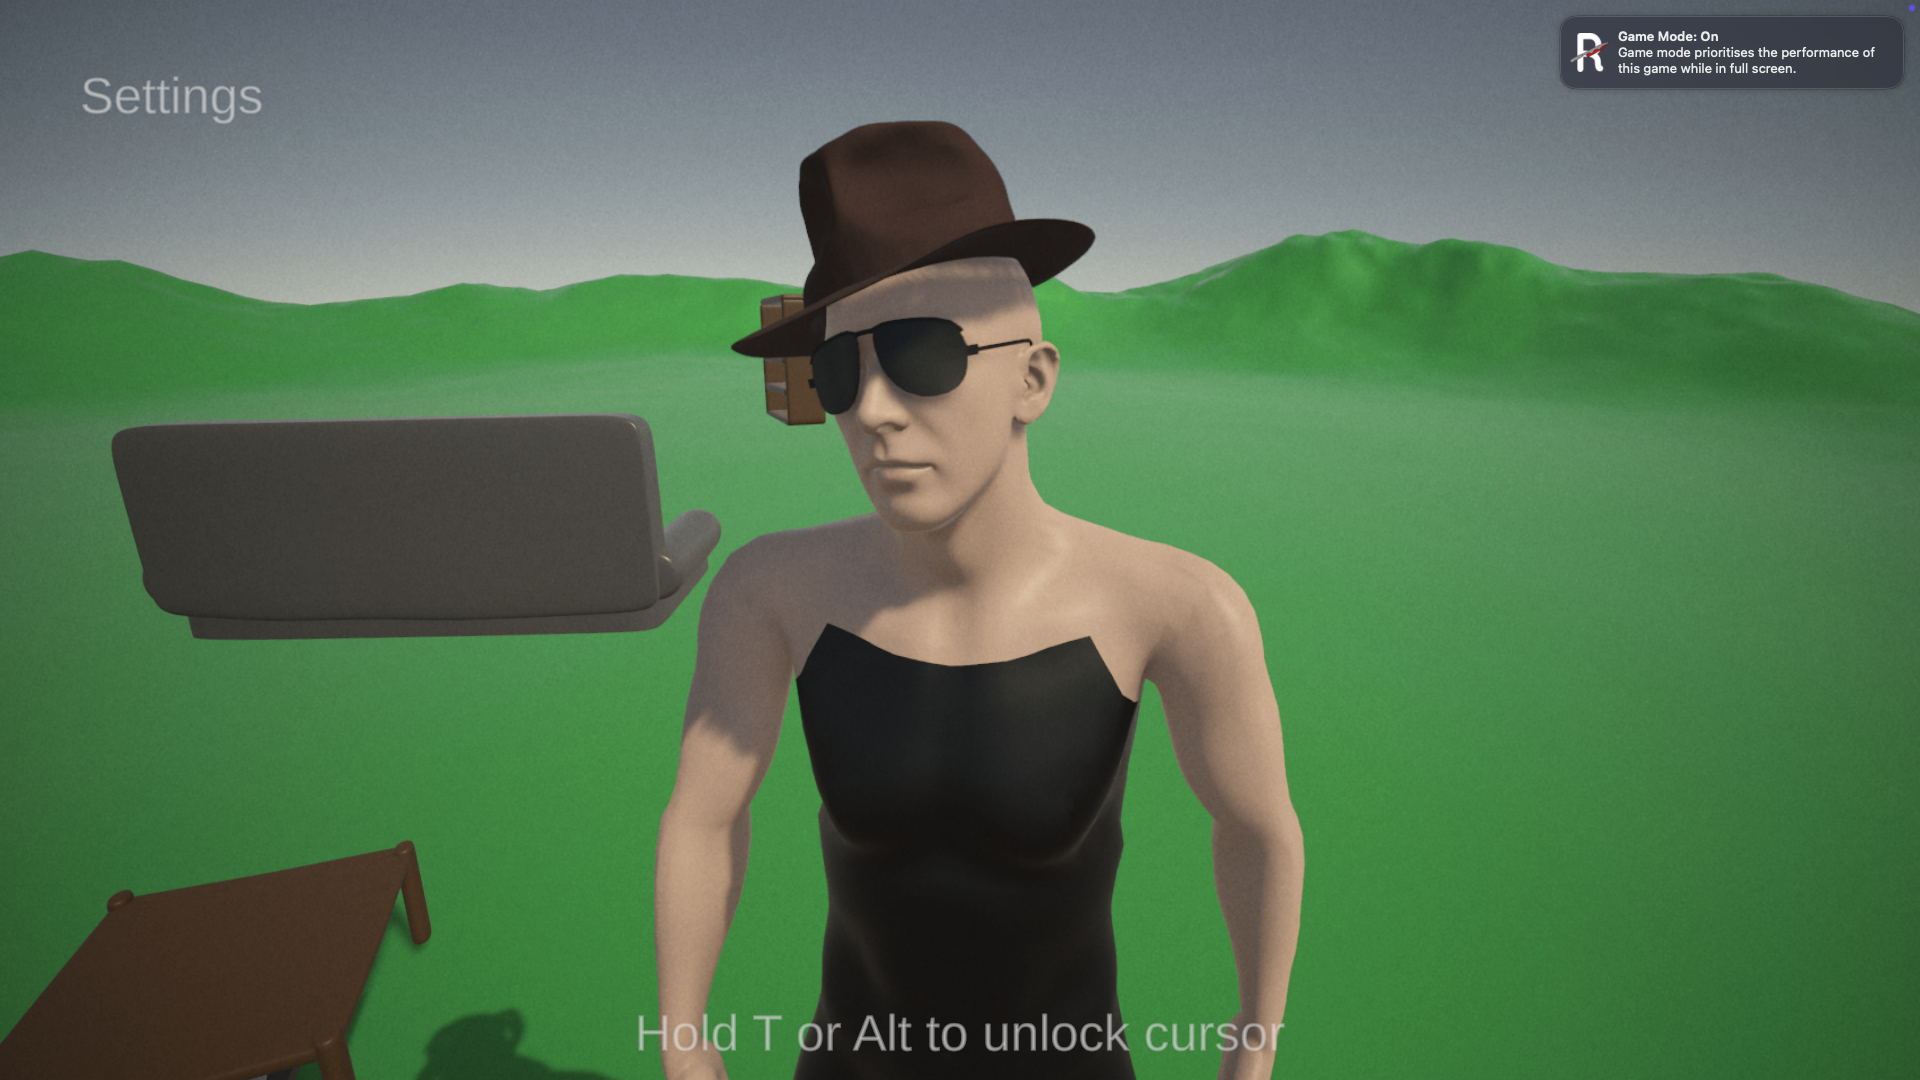 Settings
Game Mode: On
Game mode prioritises the performance of
this game while in full screen.
Hold T or Alt to unlock cursor